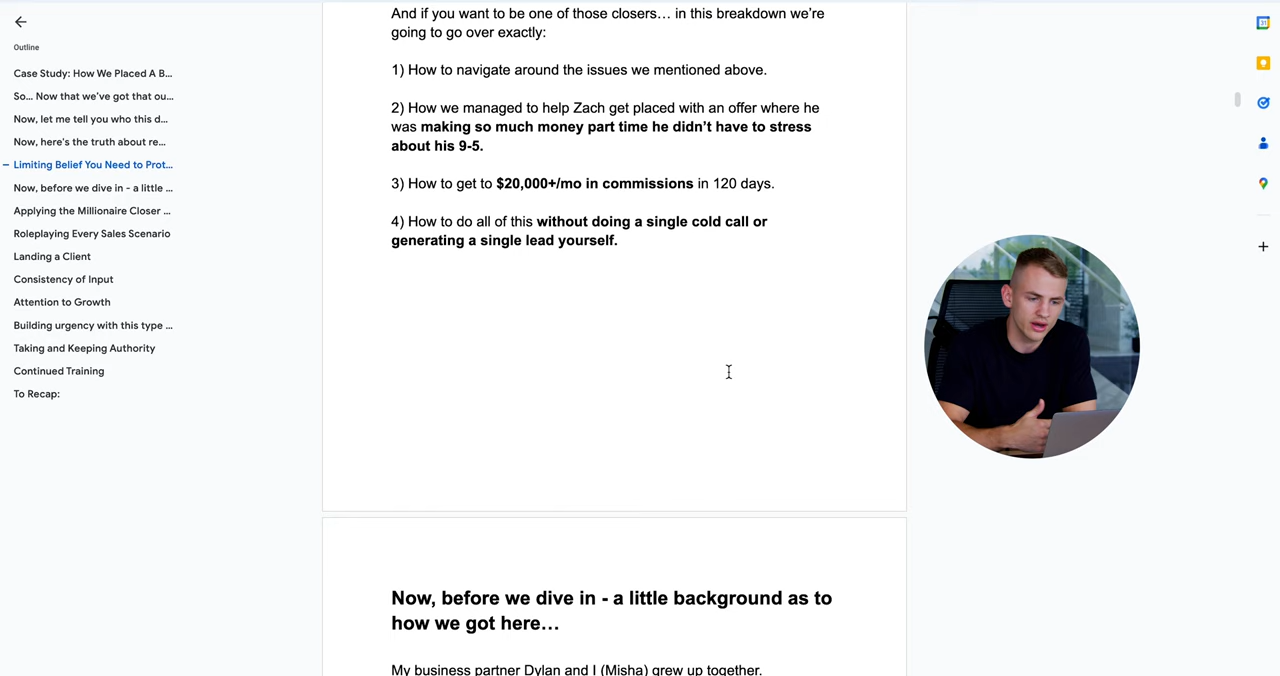 Outline
Case Study: How We Placed A B...
So... Now that we've got that ou...
Now, let me tell you who this d...
Now, here's the truth about re...
Limiting Belief You Need to Prot...
Now, before we dive in - a little ...
Applying the Millionaire Closer ...
Roleplaying Every Sales Scenario
Landing a Client
Consistency of Input
Attention to Growth
Building urgency with this type ...
Taking and Keeping Authority
Continued Training
To Recap:
And if you want to be one of those closers… in this breakdown we're
going to go over exactly:
1) How to navigate around the issues we mentioned above.
2) How we managed to help Zach get placed with an offer where he
was making so much money part time he didn't have to stress
about his 9-5.
3) How to get to $20,000+/mo in commissions in 120 days.
4) How to do all of this without doing a single cold call or
generating a single lead yourself.
Now, before we dive in - a little background as to
how we got here…
My business partner Dylan and I (Misha) grew up together.
31